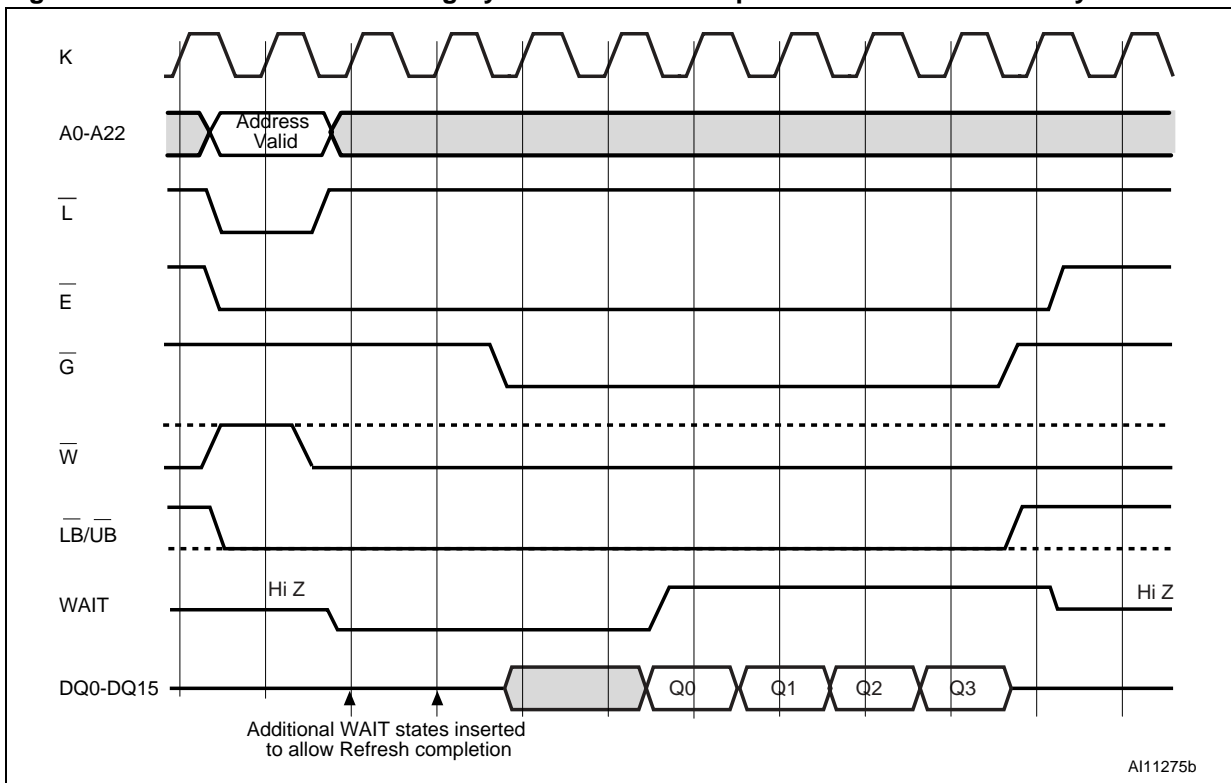 K
A0-A22
Address
Valid
L
E
G
W
LB/UB
Hi Z
WAIT
Hi Z
DQ0-DQ15
Q0
Q1
Q2
Q3
Additional WAIT states inserted
to allow Refresh completion
AI11275b